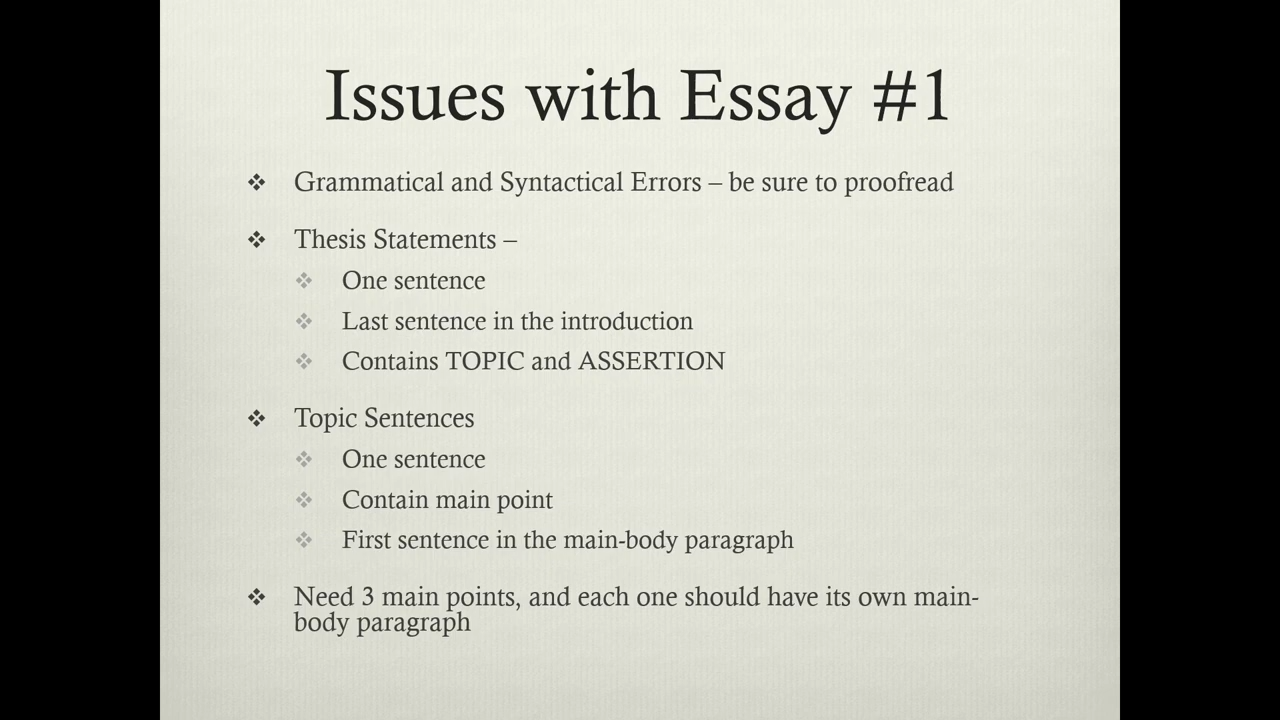 Issues with Essay #1
❖ Grammatical and Syntactical Errors – be sure to proofread
❖ Thesis Statements –
❖ One sentence
❖ Last sentence in the introduction
❖ Contains TOPIC and ASSERTION
❖ Topic Sentences
❖ One sentence
❖ Contain main point
❖ First sentence in the main-body paragraph
❖ Need 3 main points, and each one should have its own main-
body paragraph